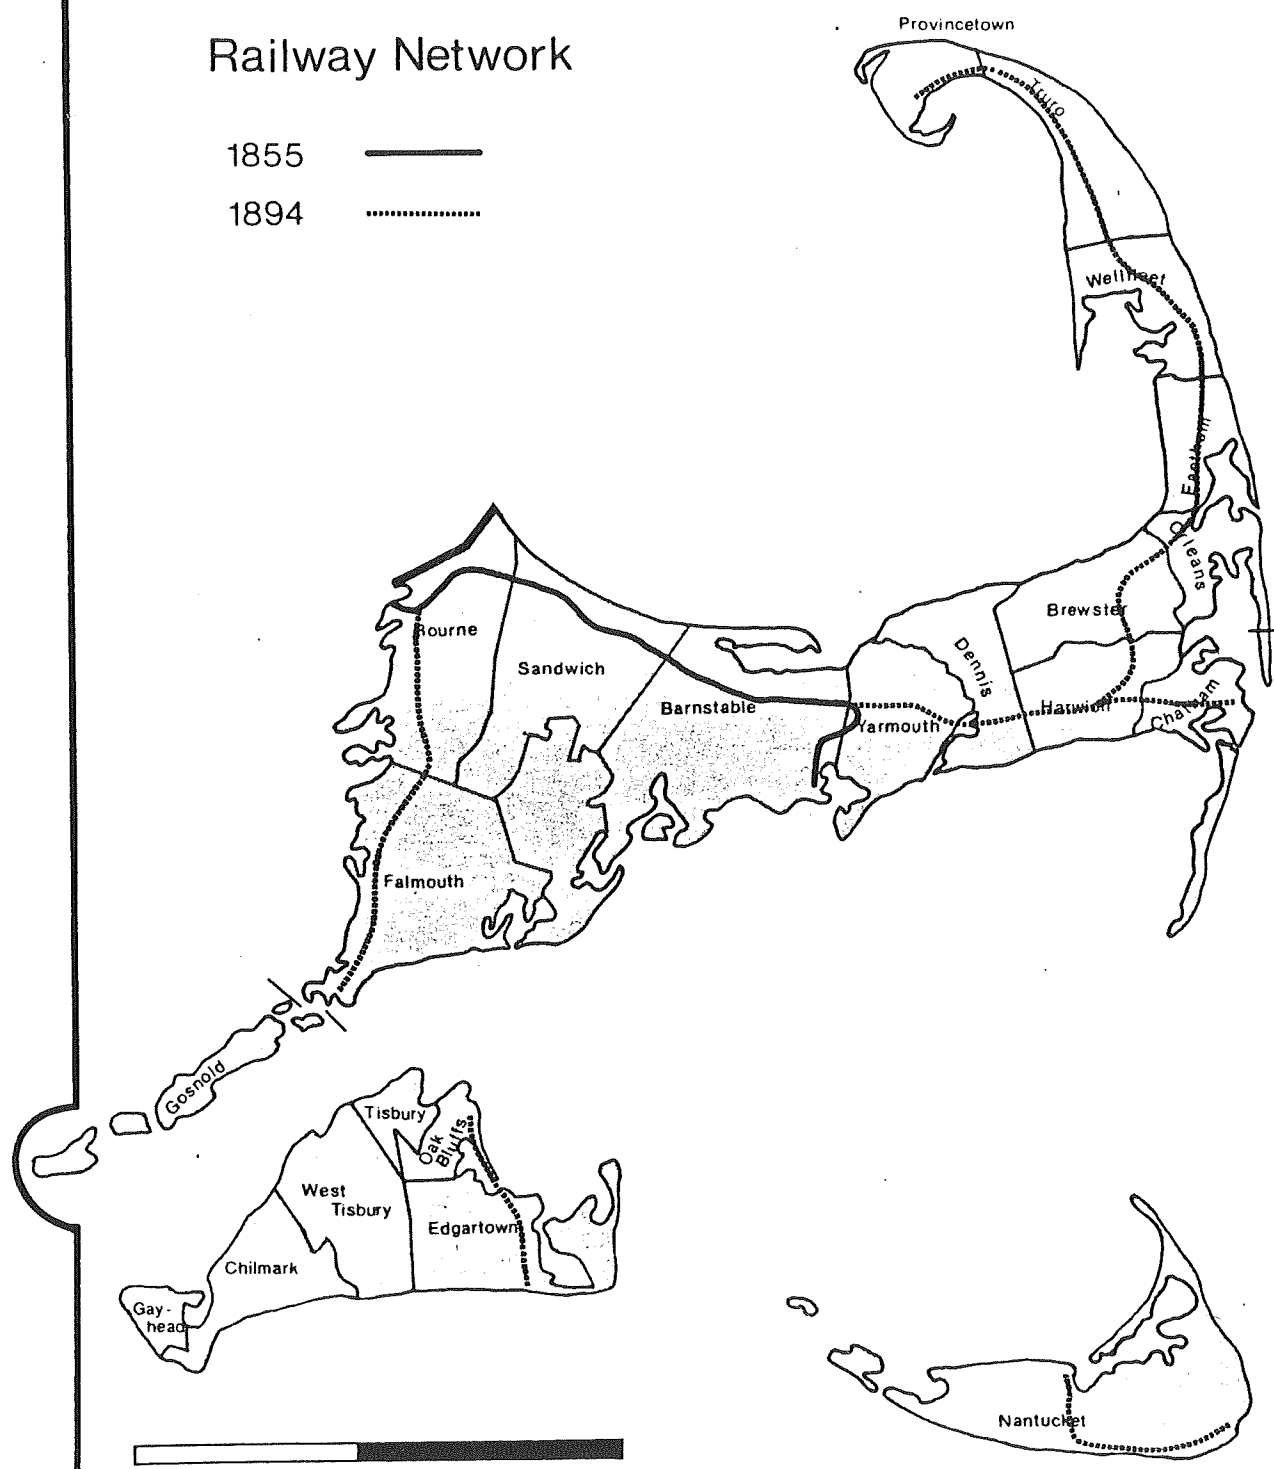 Provincetown
Railway Network
Truro
1855
1894
Wellfleet
Eastham
Orleans
Brewster
Bourne
Dennis
Sandwich
Barnstable
Harwich
Chatham
Yarmouth
Falmouth
Gosnold
Tisbury
Oak
Bluffs
West
Tisbury
Edgartown
Chilmark
Gay-
head
Nantucket